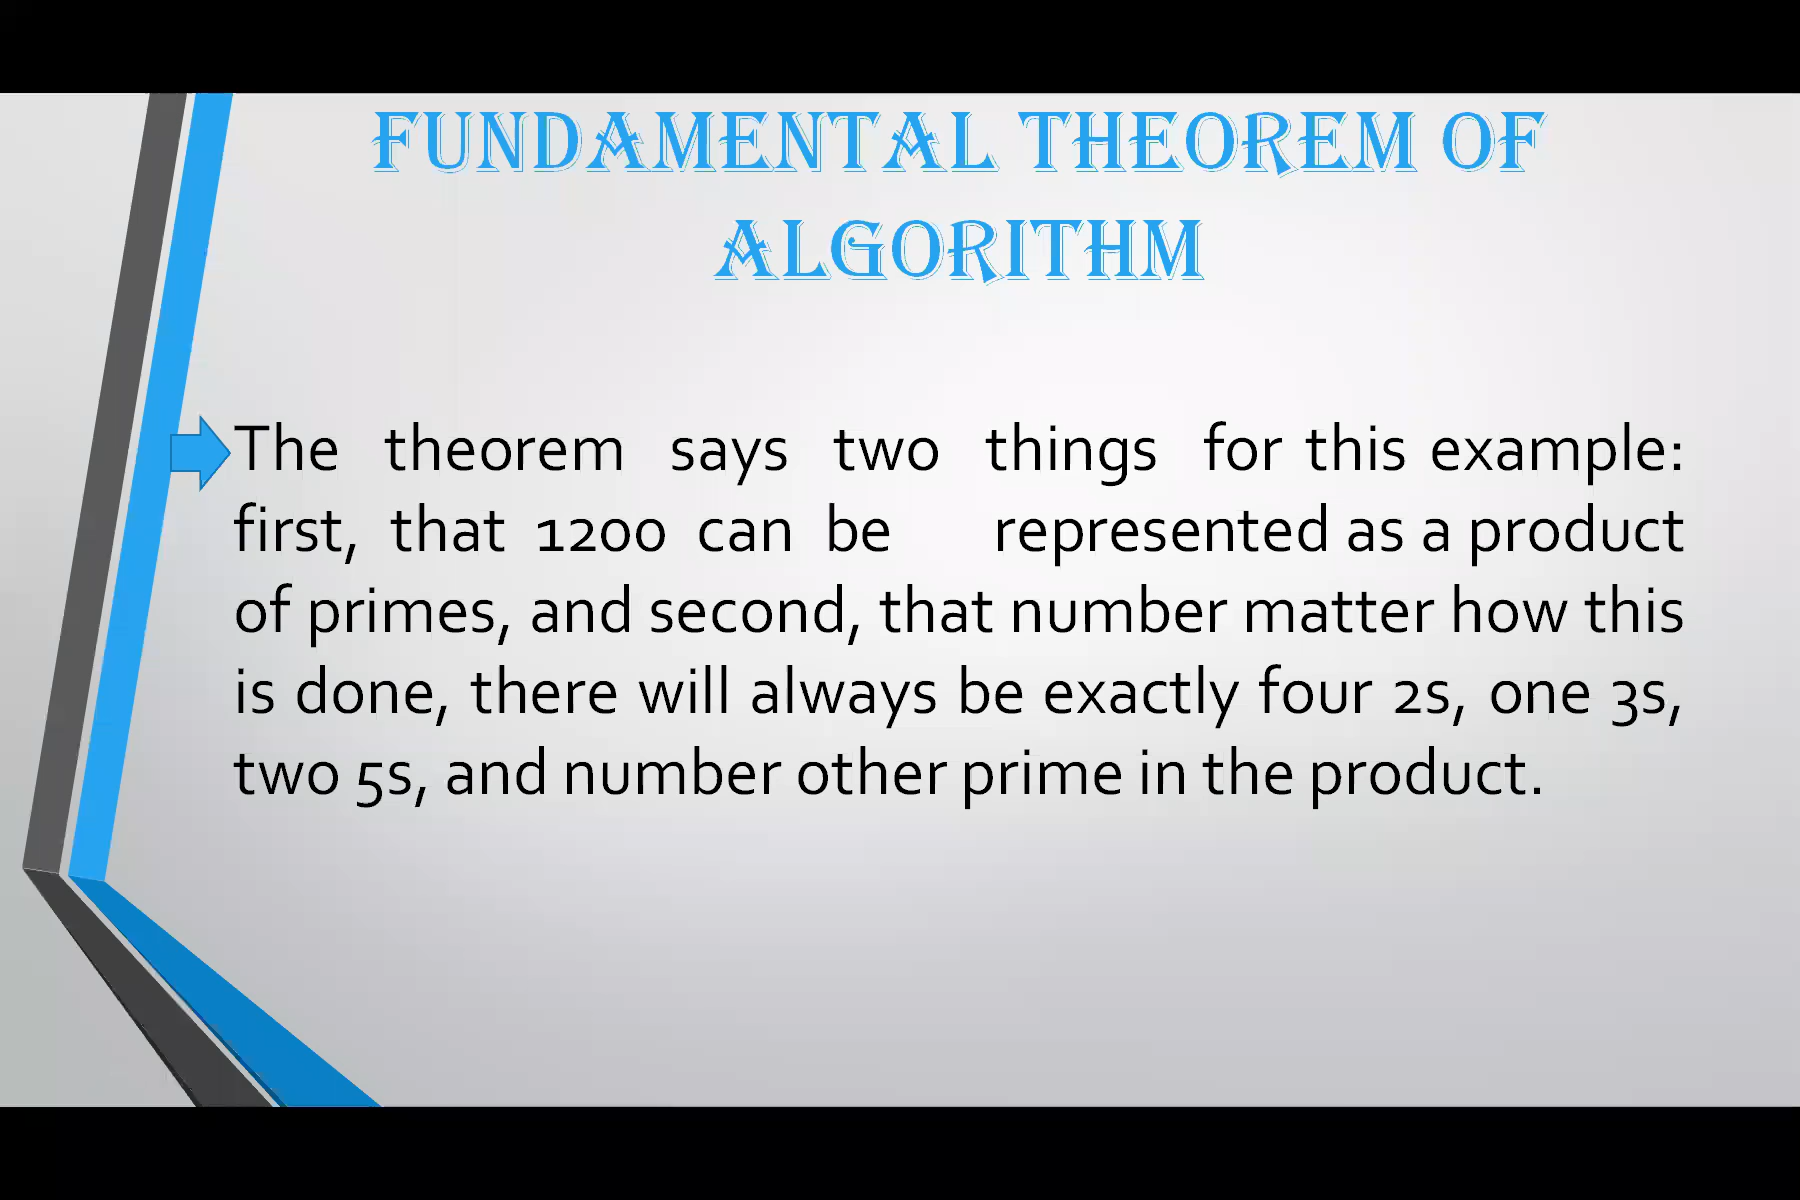 FUNDAMENTAL THEOREM OF
ALGORITHM
The theorem says two things for this example:
first, that 1200 can be represented as a product
of primes, and second, that number matter how this
is done, there will always be exactly four 2s, one 3s,
two 5s, and number other prime in the product.